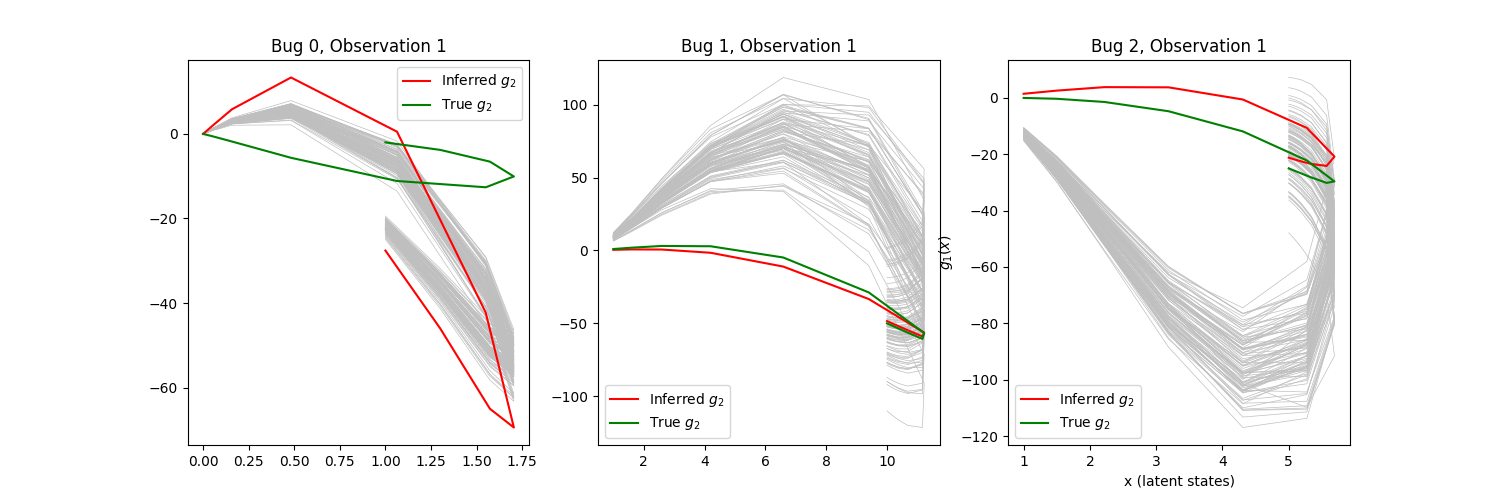 Bug 0, Observation 1
Inferred g₂
True g₂
0
−20
−40
−60
0.00 0.25 0.50 0.75 1.00 1.25 1.50 1.75
Bug 1, Observation 1
100
50
0
−50
−100
Inferred g₂
True g₂
2 4 6 8 10
Bug 2, Observation 1
g₁(x)
0
−20
−40
−60
−80
−100
−120
Inferred g₂
True g₂
1 2 3 4 5
x (latent states)